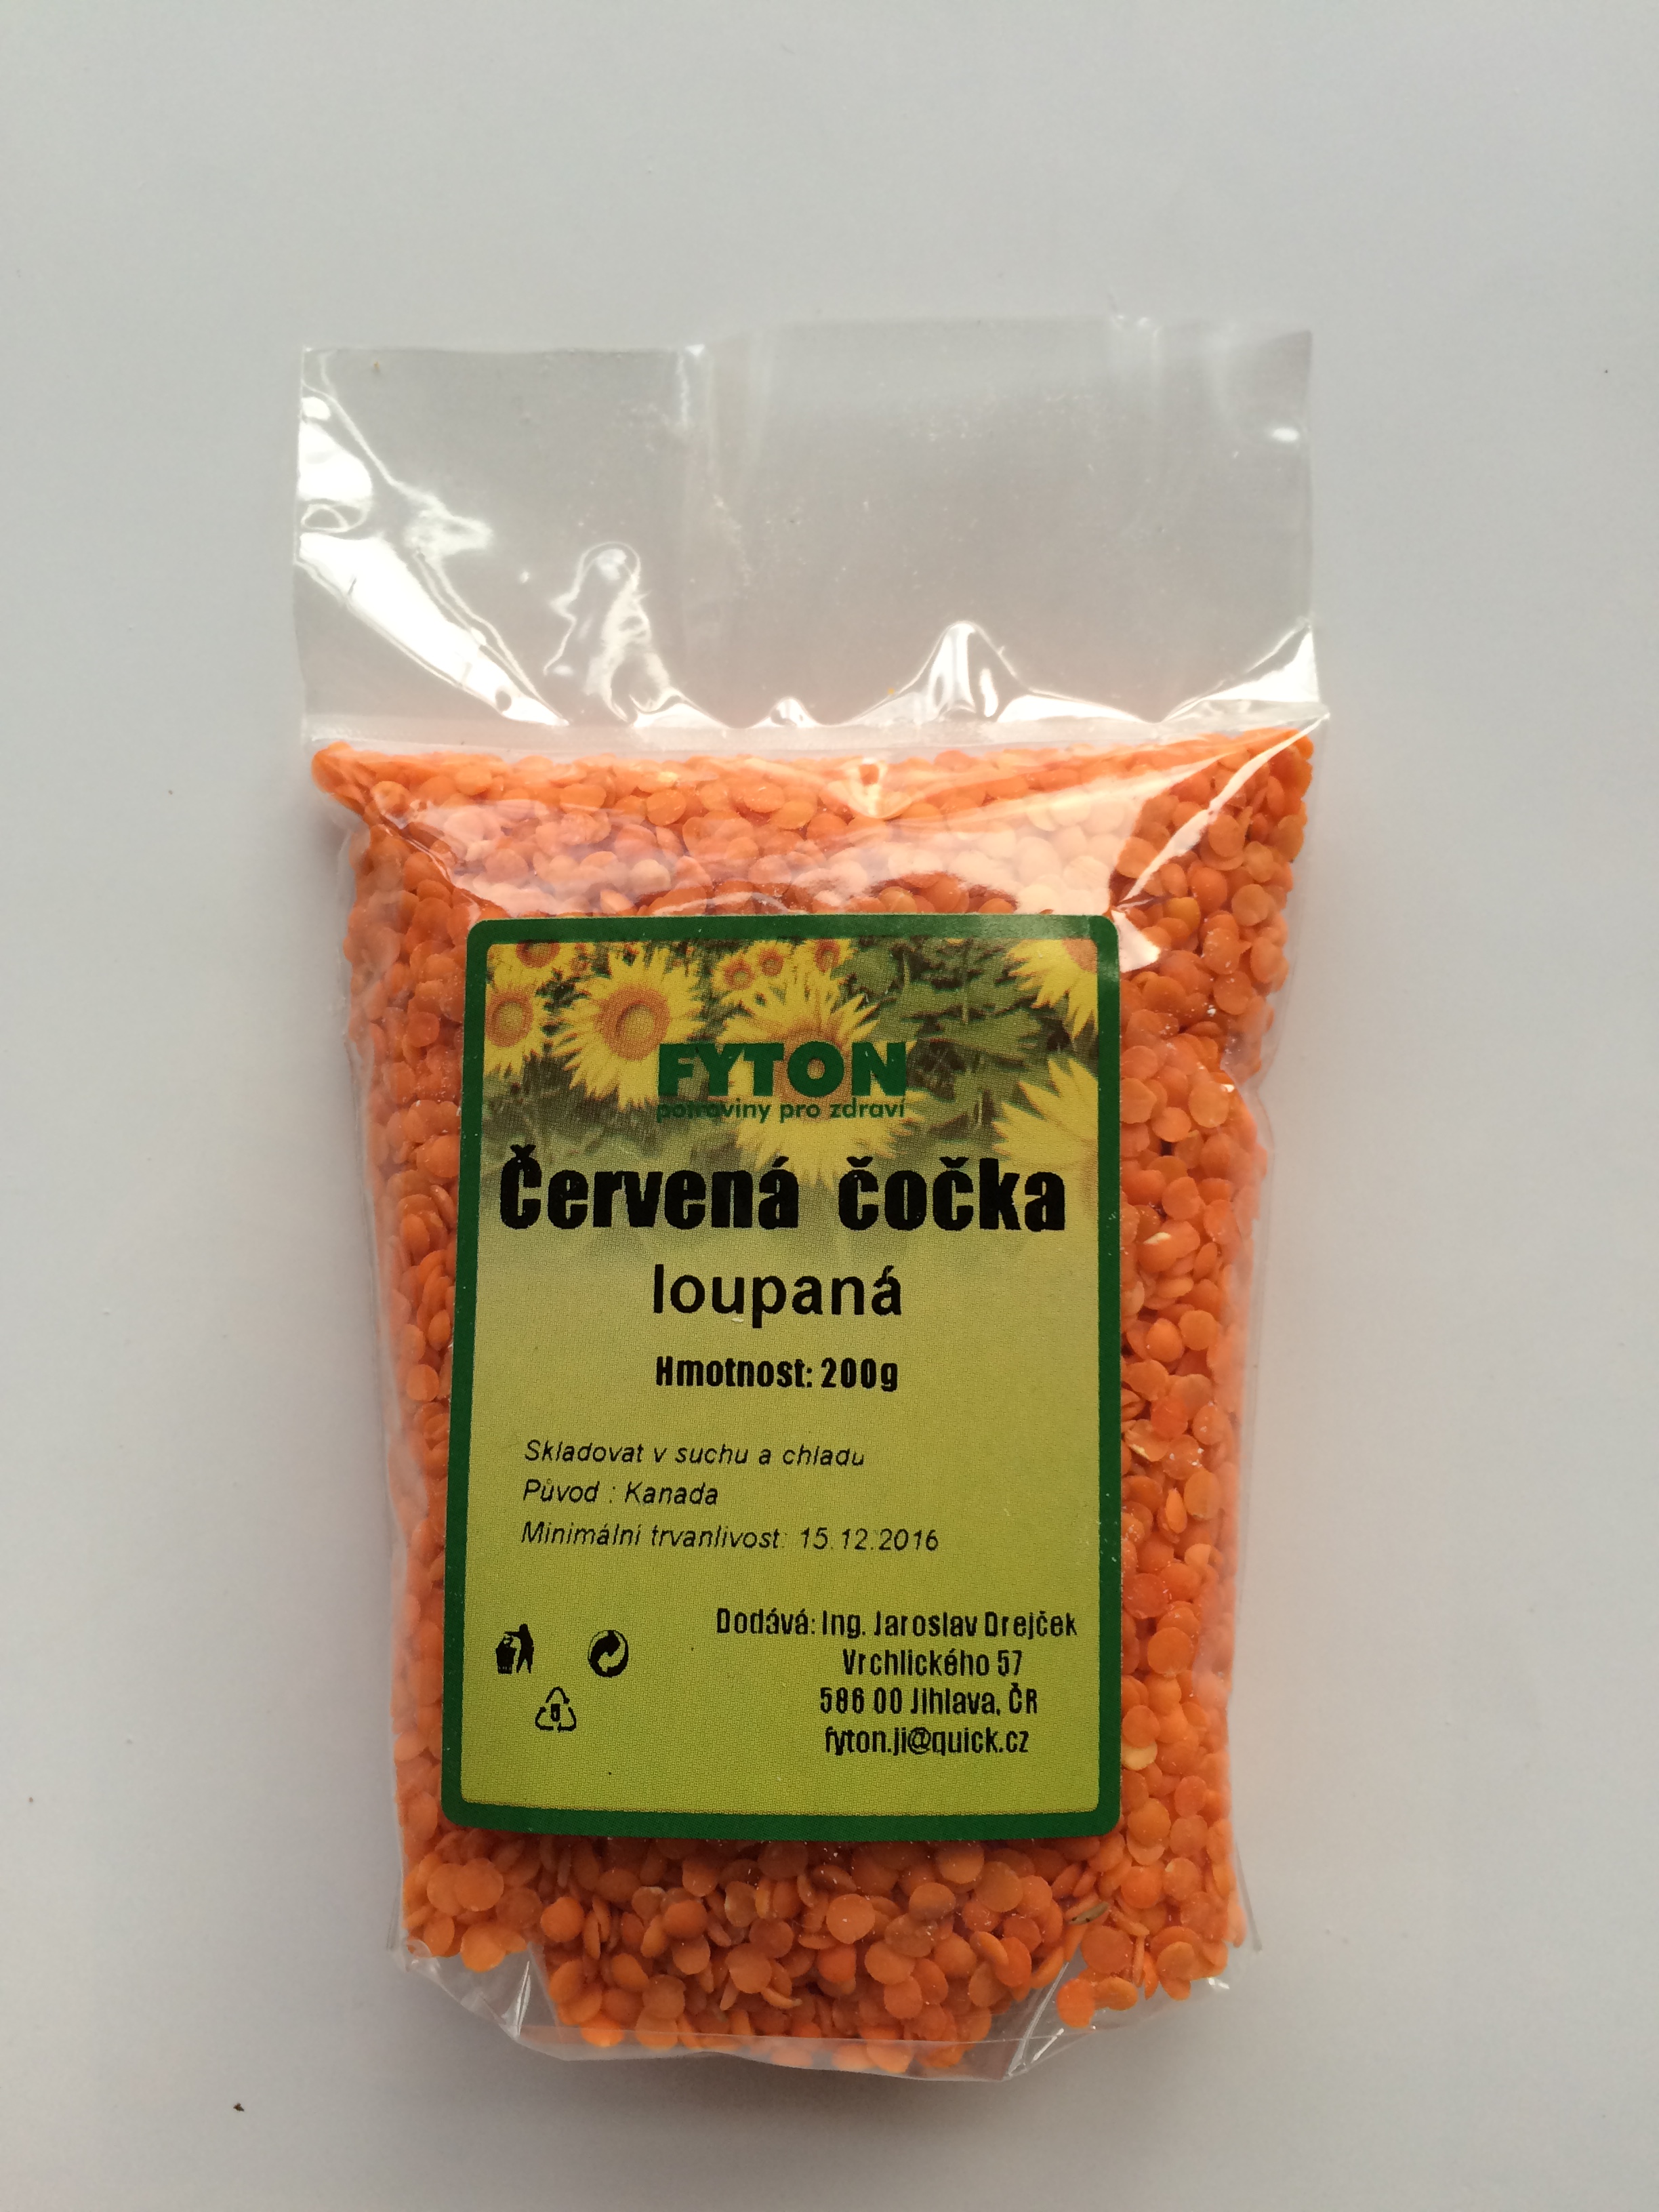 FYTON
potraviny pro zdraví
Červená čočka
loupaná
Hmotnost: 200g
Skladovat v suchu a chladu
Původ : Kanada
Minimální trvanlivost: 15.12.2016
Dodává: Ing. Jaroslav Drejček
Vrchlického 57
586 00 Jihlava, ČR
fyton.ji@quick.cz